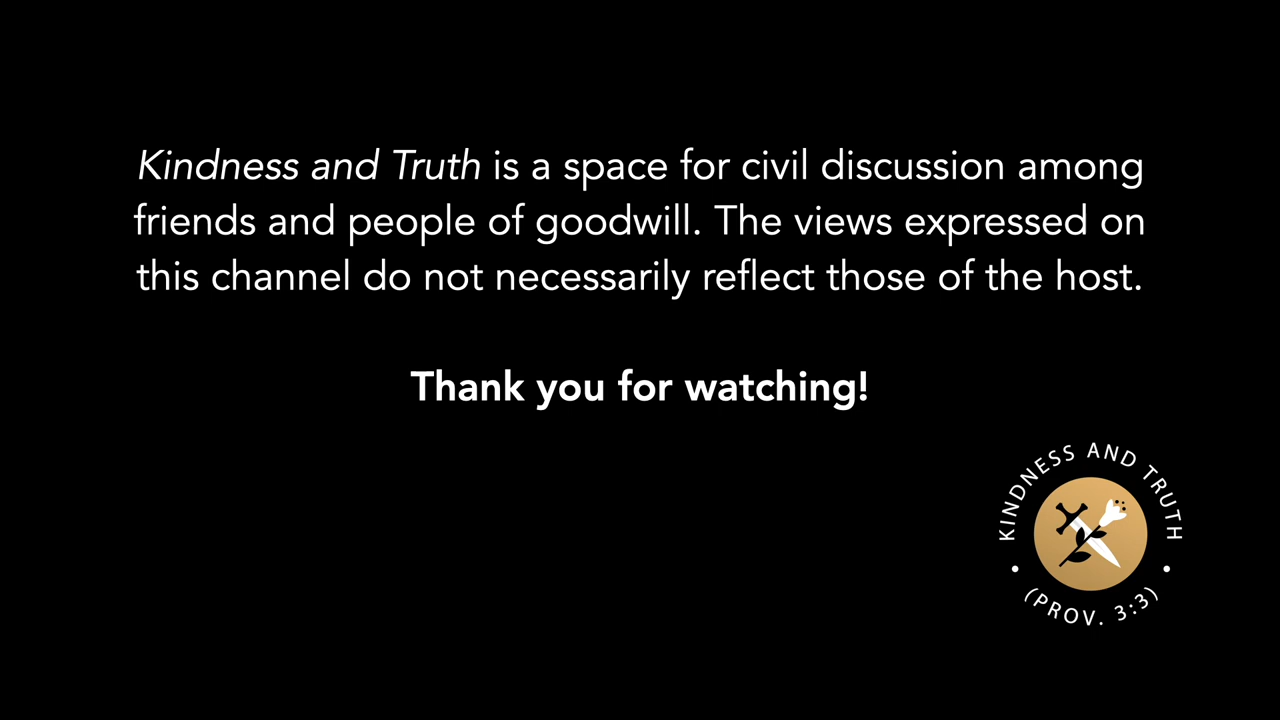 Kindness and Truth is a space for civil discussion among
friends and people of goodwill. The views expressed on
this channel do not necessarily reflect those of the host.
Thank you for watching!
KINDNESS AND TRUTH
(PROV. 3:3)